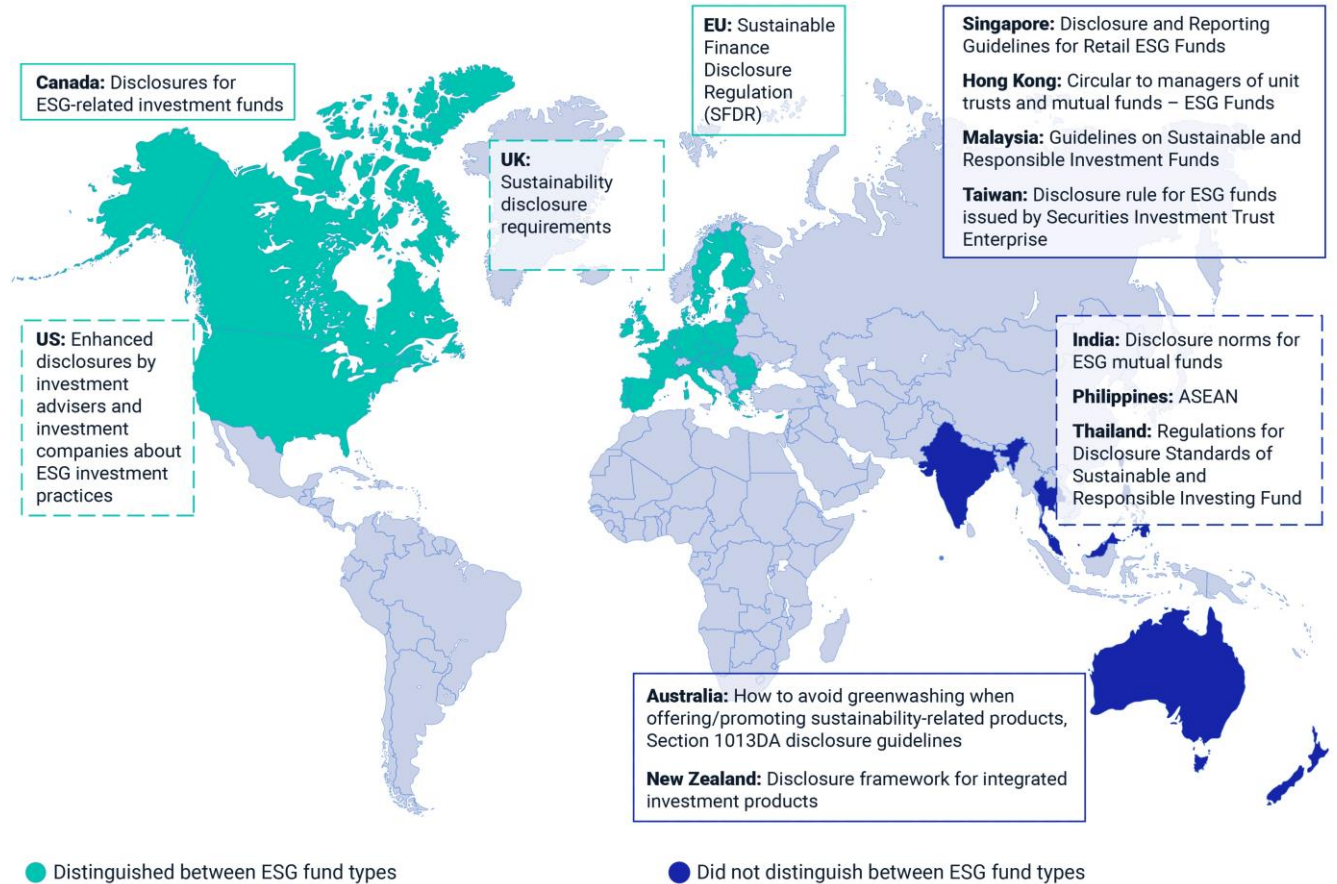 Canada: Disclosures for
ESG-related investment funds
EU: Sustainable
Finance
Disclosure
Regulation
(SFDR)
Singapore: Disclosure and Reporting
Guidelines for Retail ESG Funds
Hong Kong: Circular to managers of unit
trusts and mutual funds – ESG Funds
Malaysia: Guidelines on Sustainable and
Responsible Investment Funds
Taiwan: Disclosure rule for ESG funds
issued by Securities Investment Trust
Enterprise
UK:
Sustainability
disclosure
requirements
US: Enhanced
disclosures by
investment
advisers and
investment
companies about
ESG investment
practices
India: Disclosure norms for
ESG mutual funds
Philippines: ASEAN
Thailand: Regulations for
Disclosure Standards of
Sustainable and
Responsible Investing Fund
Australia: How to avoid greenwashing when
offering/promoting sustainability-related products,
Section 1013DA disclosure guidelines
New Zealand: Disclosure framework for integrated
investment products
Distinguished between ESG fund types
Did not distinguish between ESG fund types